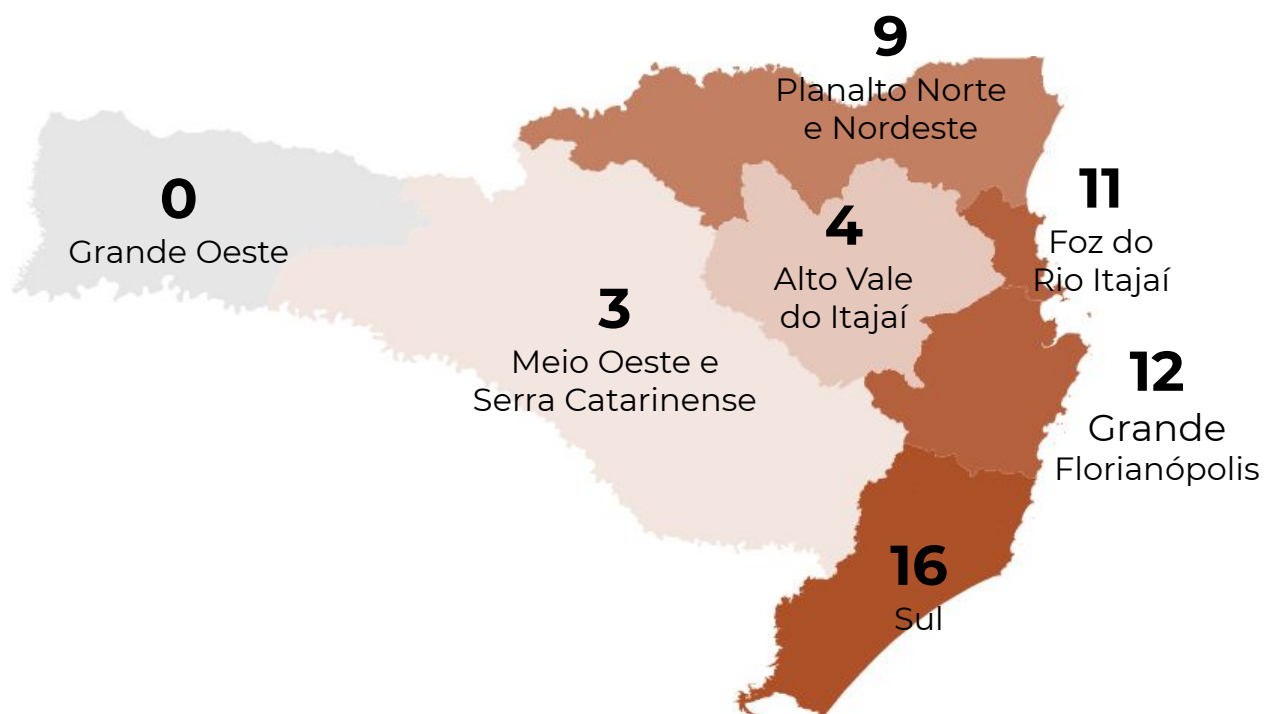 9
Planalto Norte
e Nordeste
0
Grande Oeste
11
Foz do
Rio Itajaí
4
Alto Vale
do Itajaí
3
Meio Oeste e
Serra Catarinense
12
Grande
Florianópolis
16
Sul